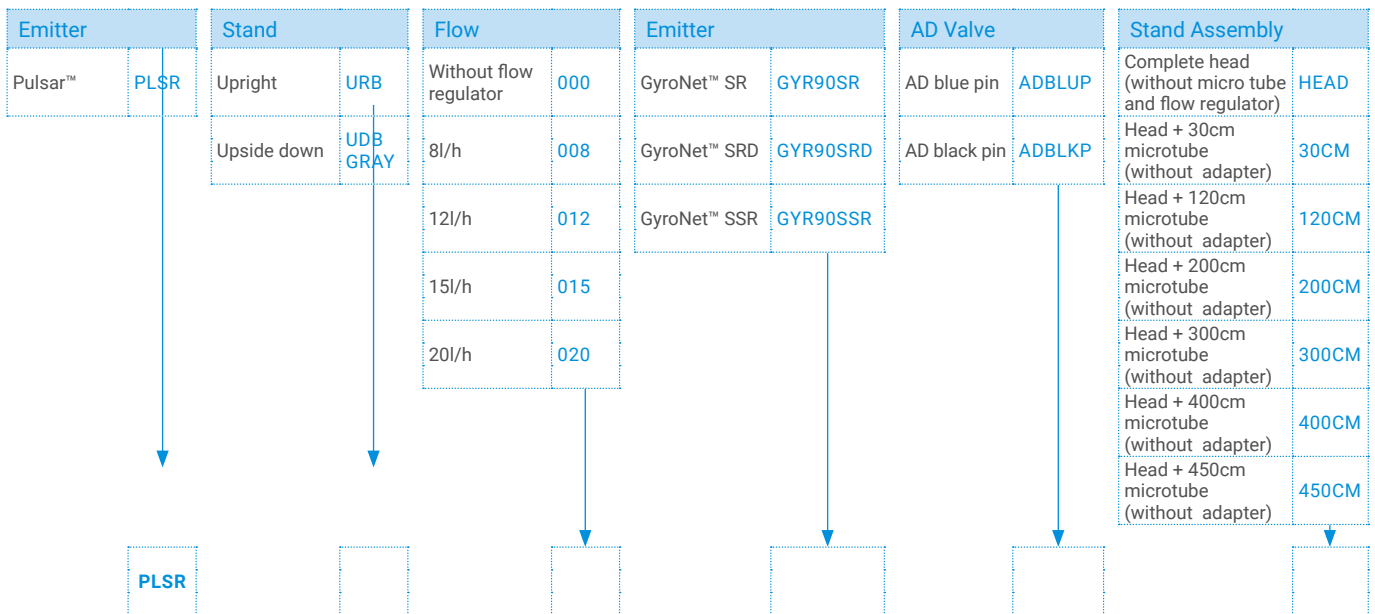 Emitter
Pulsar™
PLSR
Stand
Upright
URB
Upside down
UDB
GRAY
Flow
Without flow
regulator
000
8l/h
008
12l/h
012
15l/h
015
20l/h
020
Emitter
GyroNet™ SR
GYR90SR
GyroNet™ SRD
GYR90SRD
GyroNet™ SSR
GYR90SSR
AD Valve
AD blue pin
ADBLUP
AD black pin
ADBLKP
Stand Assembly
Complete head
(without micro tube
and flow regulator)
HEAD
Head + 30cm
microtube
(without adapter)
30CM
Head + 120cm
microtube
(without adapter)
120CM
Head + 200cm
microtube
(without adapter)
200CM
Head + 300cm
microtube
(without adapter)
300CM
Head + 400cm
microtube
(without adapter)
400CM
Head + 450cm
microtube
(without adapter)
450CM
PLSR